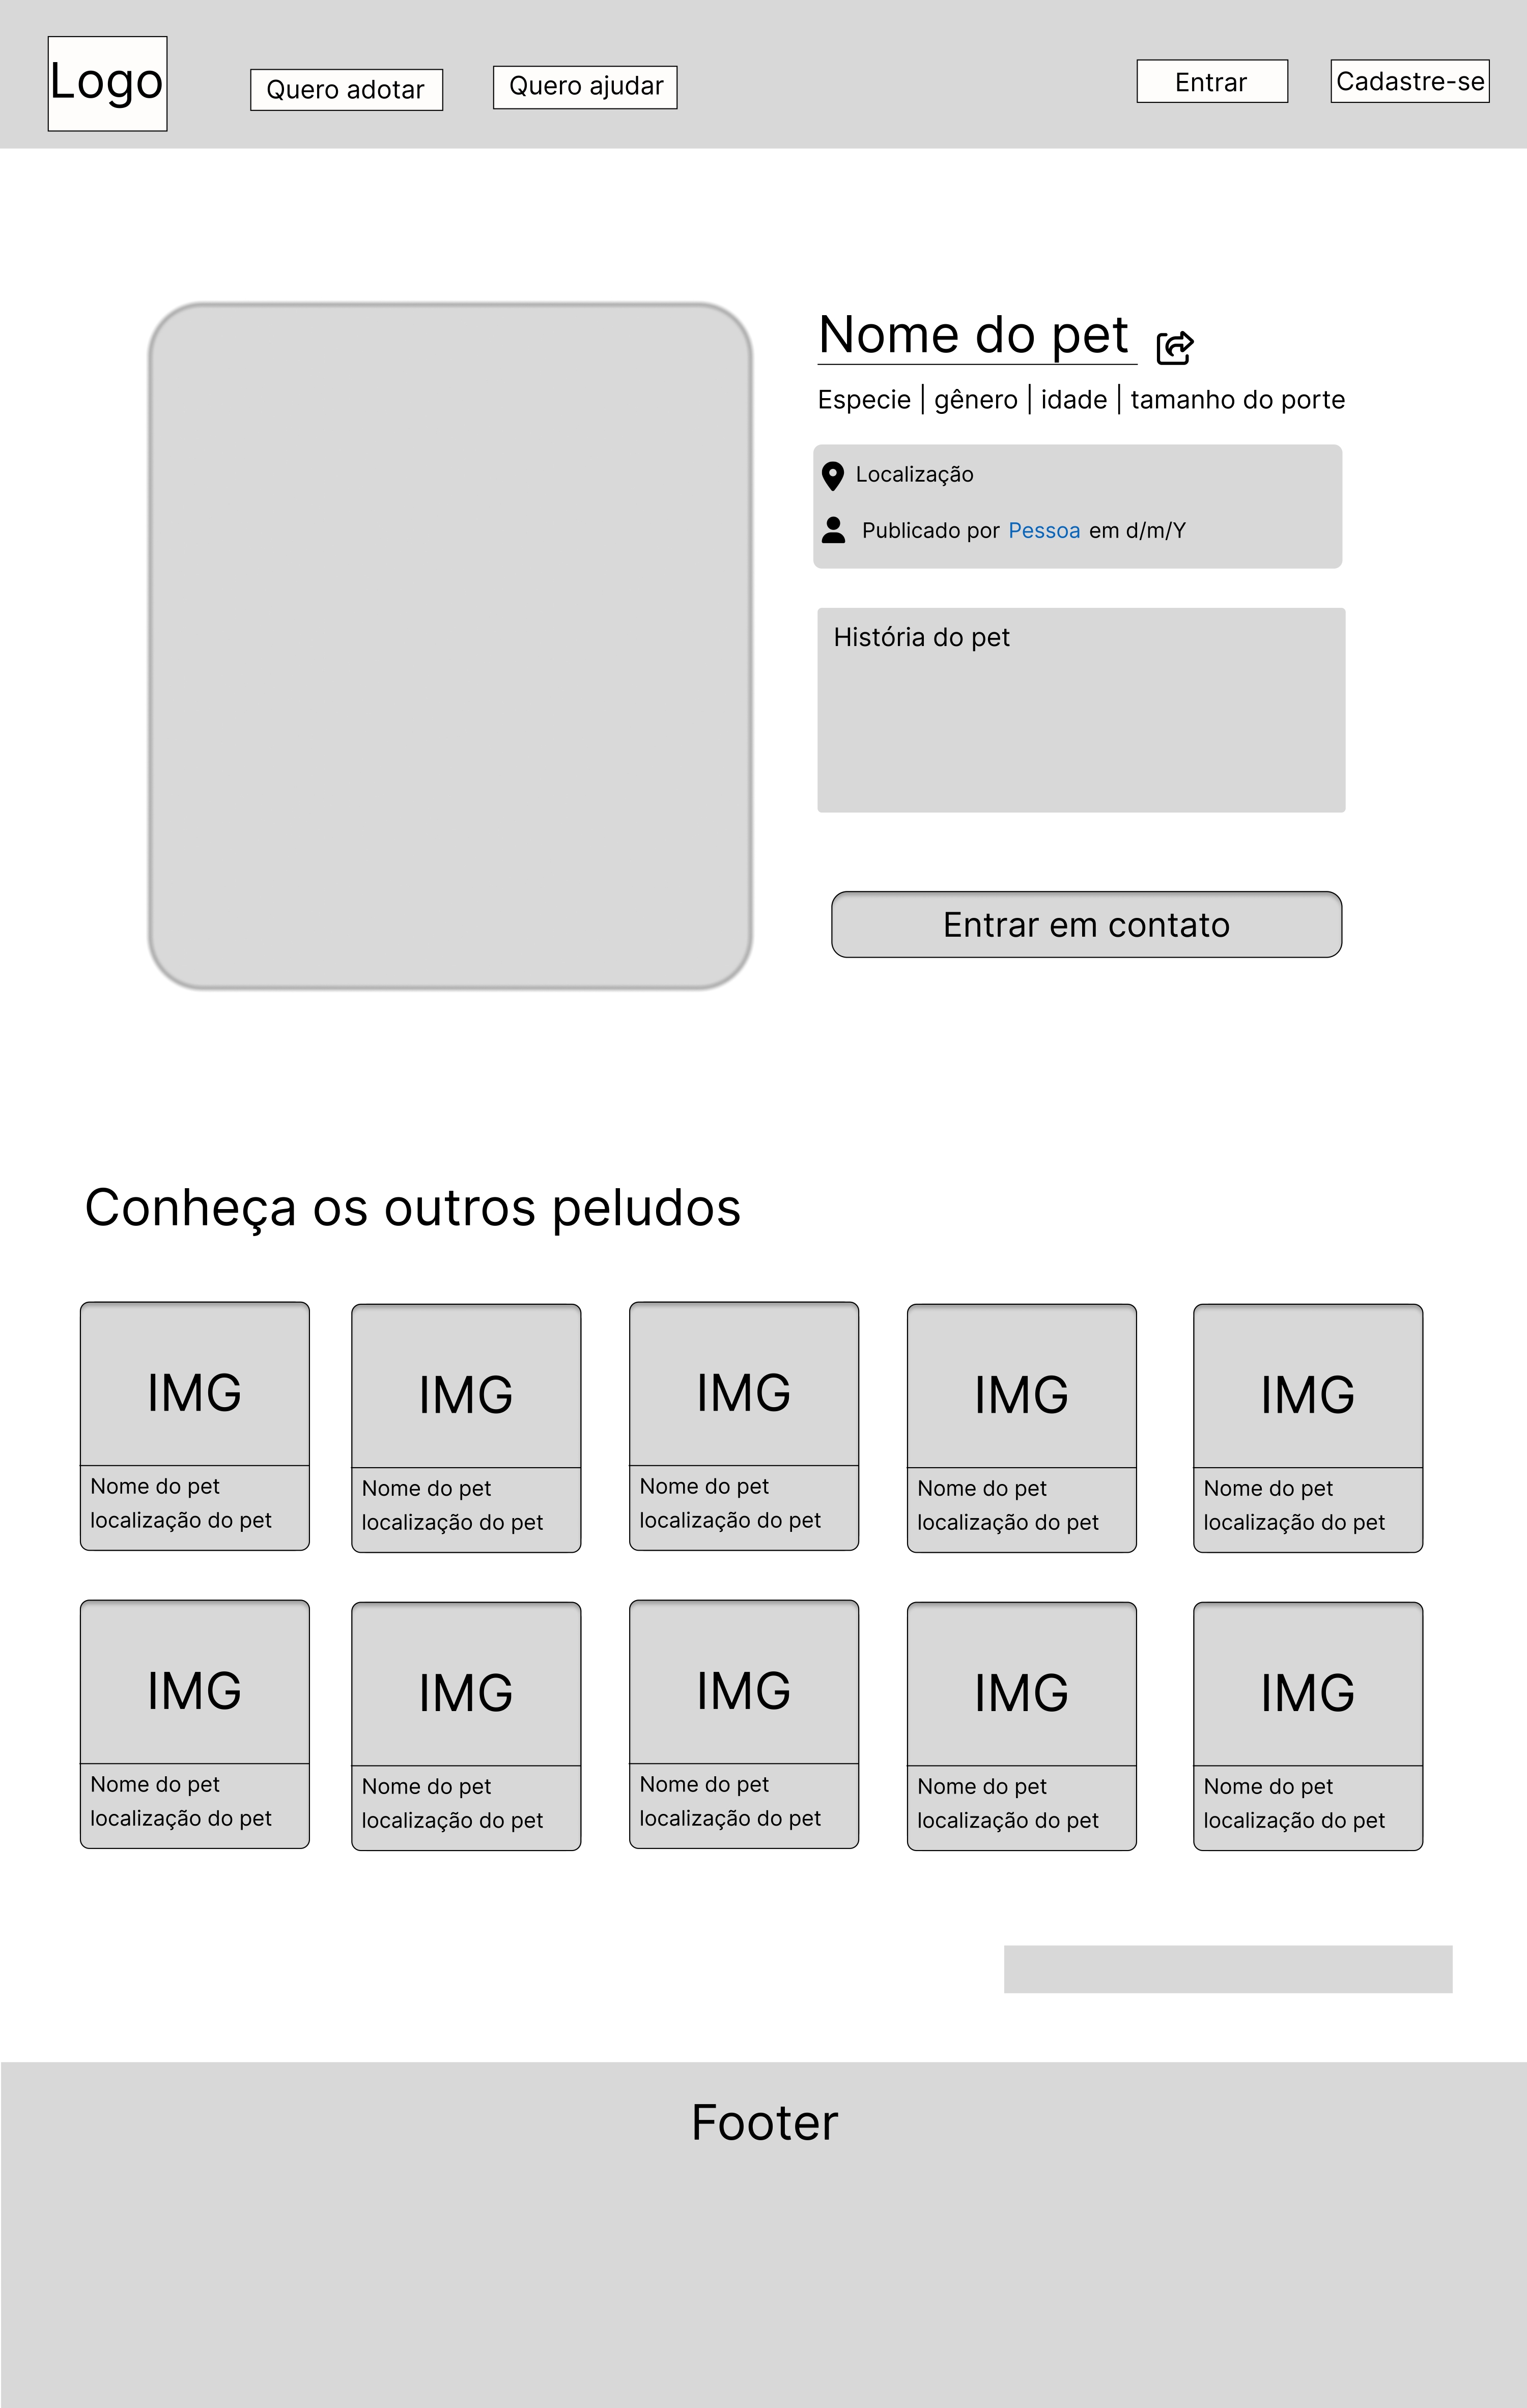 Logo
Quero adotar
Quero ajudar
Entrar
Cadastre-se
Nome do pet
Especie | gênero | idade | tamanho do porte
Localização
Publicado por Pessoa em d/m/Y
História do pet
Entrar em contato
Conheça os outros peludos
IMG
Nome do pet
localização do pet
IMG
Nome do pet
localização do pet
IMG
Nome do pet
localização do pet
IMG
Nome do pet
localização do pet
IMG
Nome do pet
localização do pet
IMG
Nome do pet
localização do pet
IMG
Nome do pet
localização do pet
IMG
Nome do pet
localização do pet
IMG
Nome do pet
localização do pet
IMG
Nome do pet
localização do pet
Footer